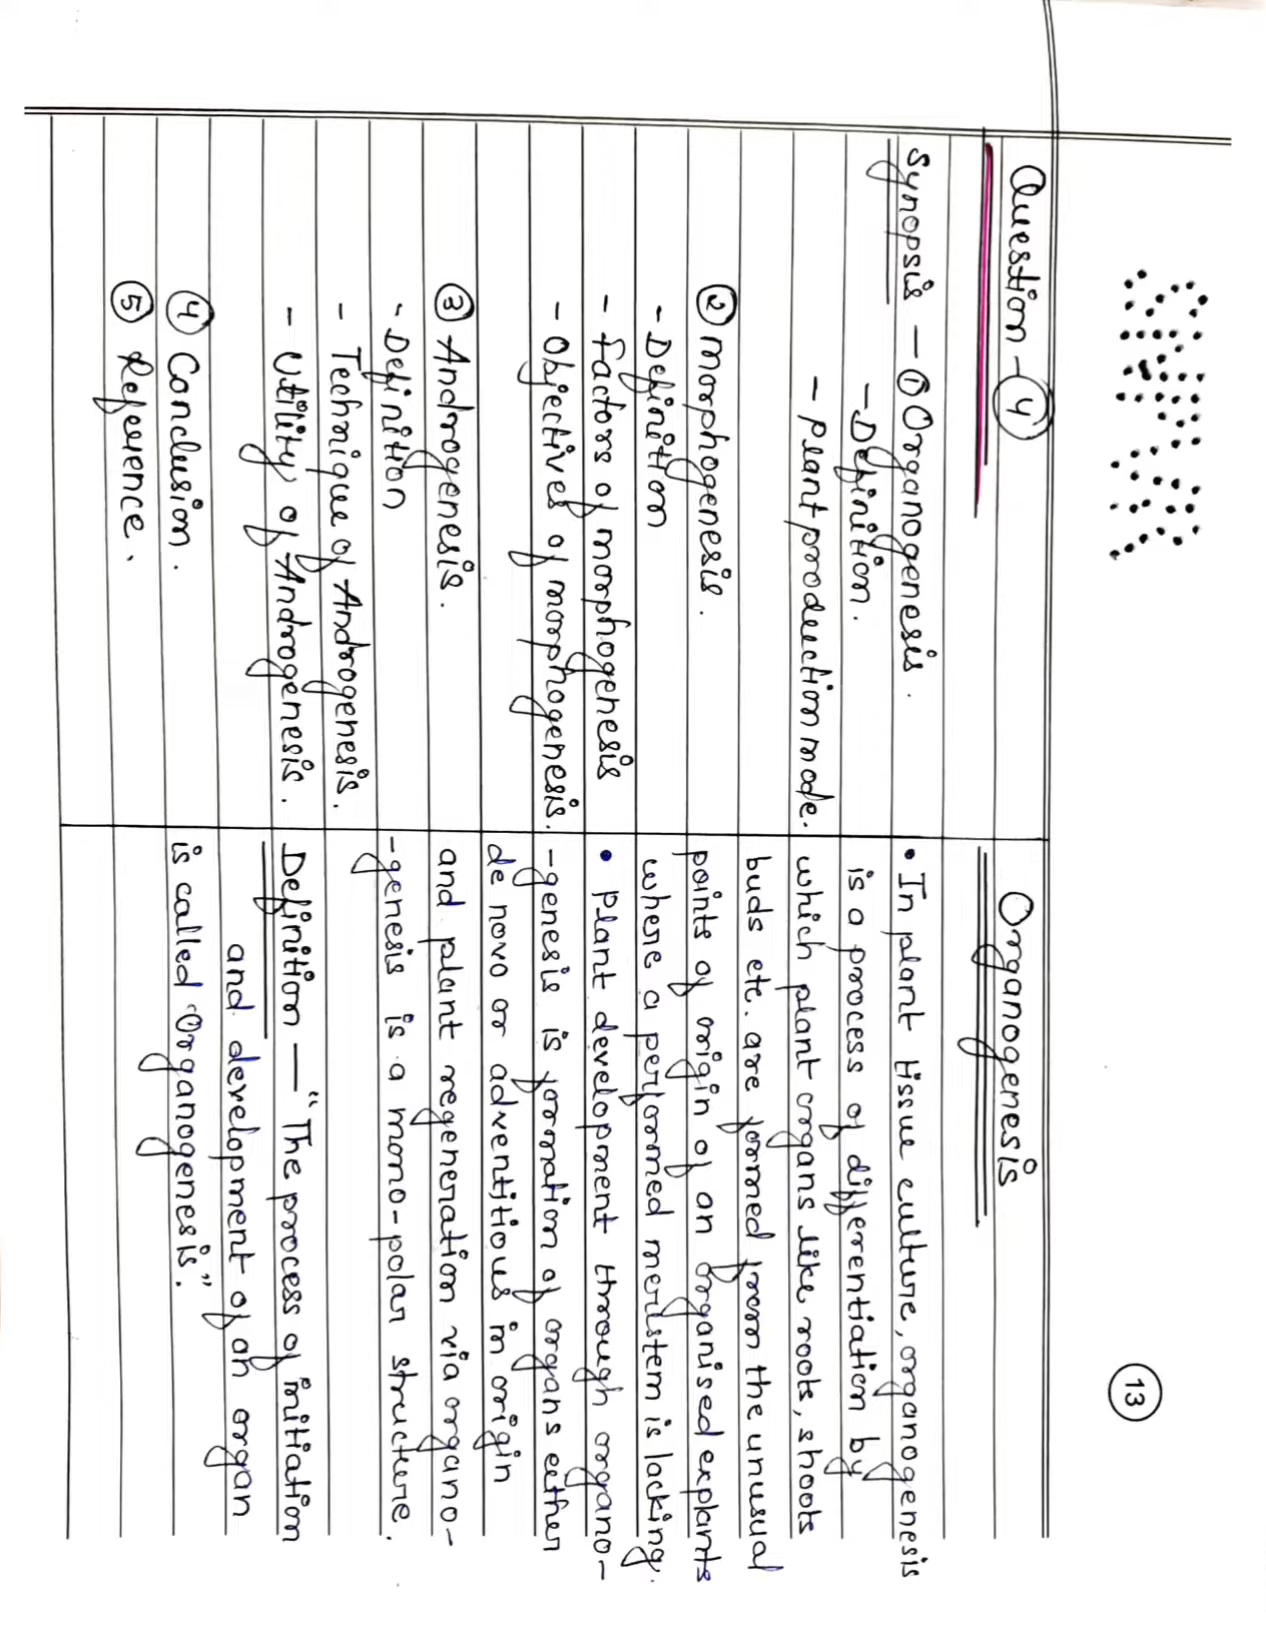 13
Question - 4
Synopsis - ① Organogenesis.
- Definition.
- Plant production mode.
② Morphogenesis.
- Definition
- factors of morphogenesis
- Objectives of morphogenesis.
③ Androgenesis.
- Definition
- Technique of Androgenesis.
- Utility of Androgenesis.
④ Conclusion.
⑤ Reference.
Organogenesis
• In plant tissue culture, organogenesis
is a process of differentiation by
which plant organs like roots, shoots
buds etc. are formed from the unusual
points of origin of an organised explants
where a performed meristem is lacking.
• Plant development through organo-
-genesis is formation of organs either
de novo or adventitious in origin
and plant regeneration via organo-
-genesis is a mono-polar structure.
Definition — "The process of initiation
and development of an organ
is called 'Organogenesis".